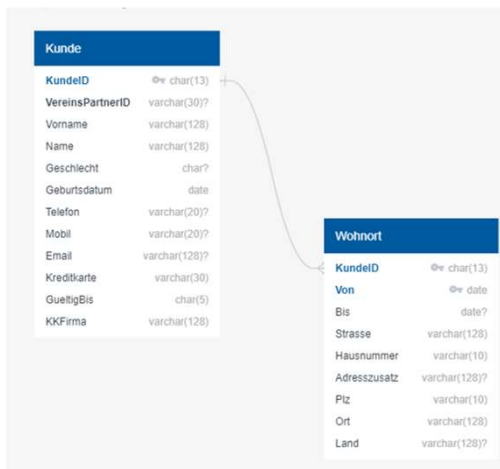 Kunde
KundeID char(13)
VereinsPartnerID varchar(30)?
Vorname varchar(128)
Name varchar(128)
Geschlecht char?
Geburtsdatum date
Telefon varchar(20)?
Mobil varchar(20)?
Email varchar(128)?
Kreditkarte varchar(30)
GueltigBis char(5)
KKFirma varchar(128)
Wohnort
KundeID char(13)
Von date
Bis date?
Strasse varchar(128)
Hausnummer varchar(10)
Adresszusatz varchar(128)?
Plz varchar(10)
Ort varchar(128)
Land varchar(128)?